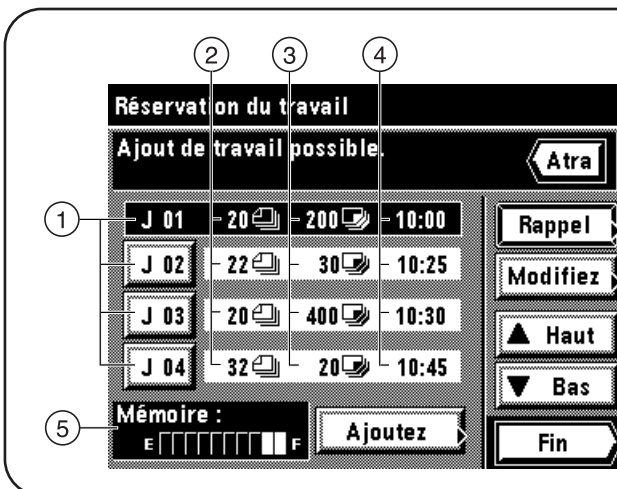 ② ③ ④
Réservation du travail
Ajout de travail possible.
Atra
① J 01 20 200 10:00
Rappel
J 02 22 30 10:25
Modifiez
J 03 20 400 10:30
▲ Haut
J 04 32 20 10:45
▼ Bas
⑤ Mémoire :
E F
Ajoutez
Fin